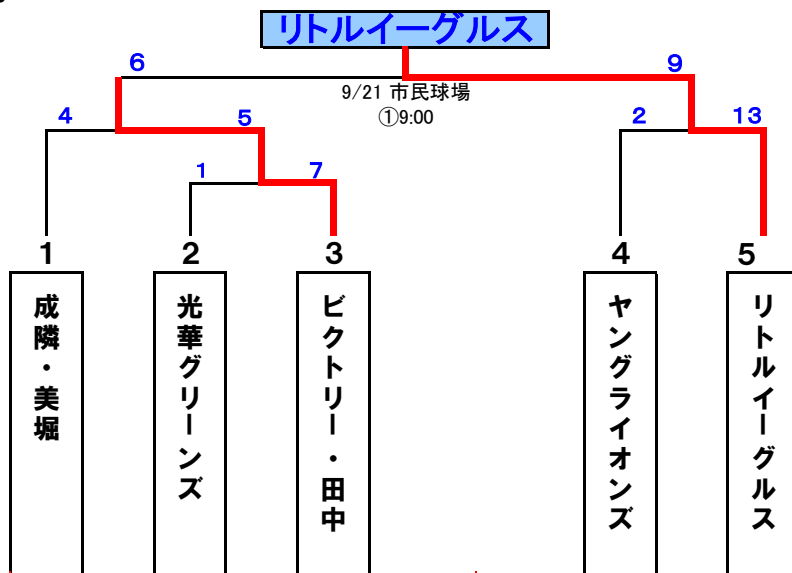 リトルイーグルス
6
9
9/21 市民球場
①9:00
4
5
2
13
1
7
1
2
3
4
5
成隣・美堀
光華グリーンズ
ビクトリー・田中
ヤングライオンズ
リトルイーグルス